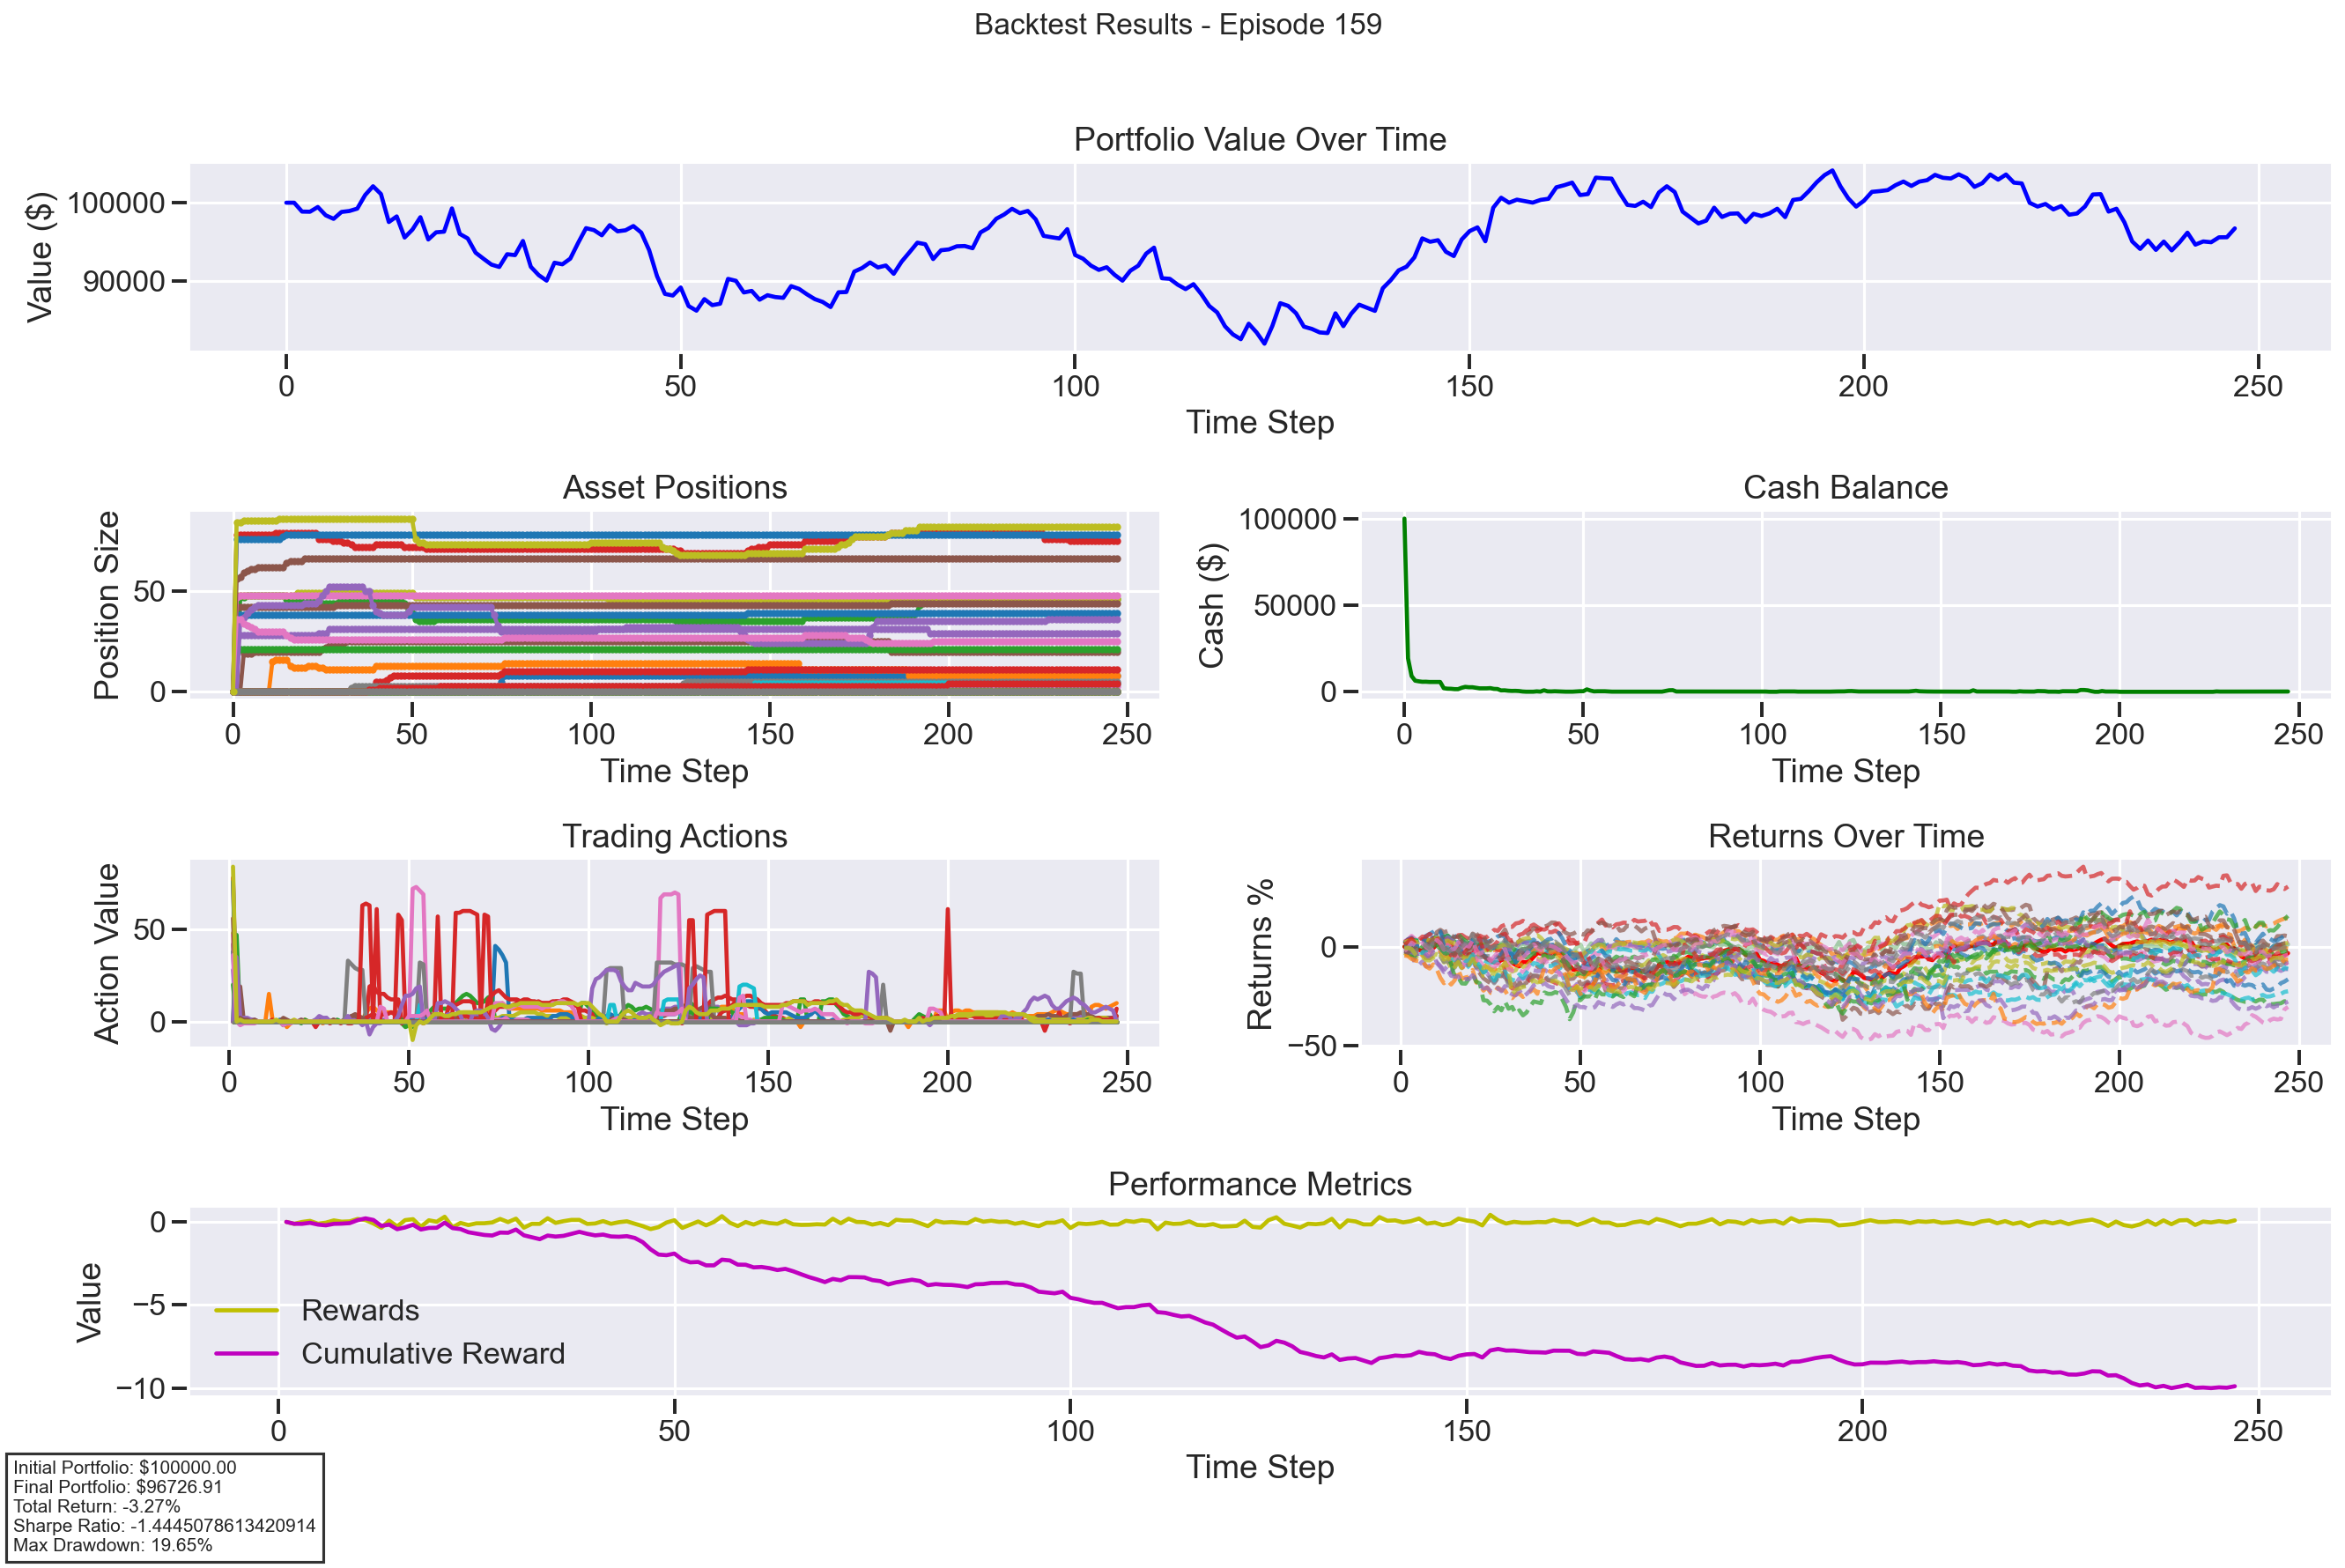 Backtest Results - Episode 159
Portfolio Value Over Time
Value ($)
100000
90000
0
50
100
150
200
250
Time Step
Asset Positions
Position Size
50
0
0
50
100
150
200
250
Time Step
Cash Balance
Cash ($)
100000
50000
0
0
50
100
150
200
250
Time Step
Trading Actions
Action Value
50
0
0
50
100
150
200
250
Time Step
Returns Over Time
Returns %
0
−50
0
50
100
150
200
250
Time Step
Performance Metrics
Value
0
−5
−10
Rewards
Cumulative Reward
0
50
100
150
200
250
Time Step
Initial Portfolio: $100000.00
Final Portfolio: $96726.91
Total Return: -3.27%
Sharpe Ratio: -1.4445078613420914
Max Drawdown: 19.65%